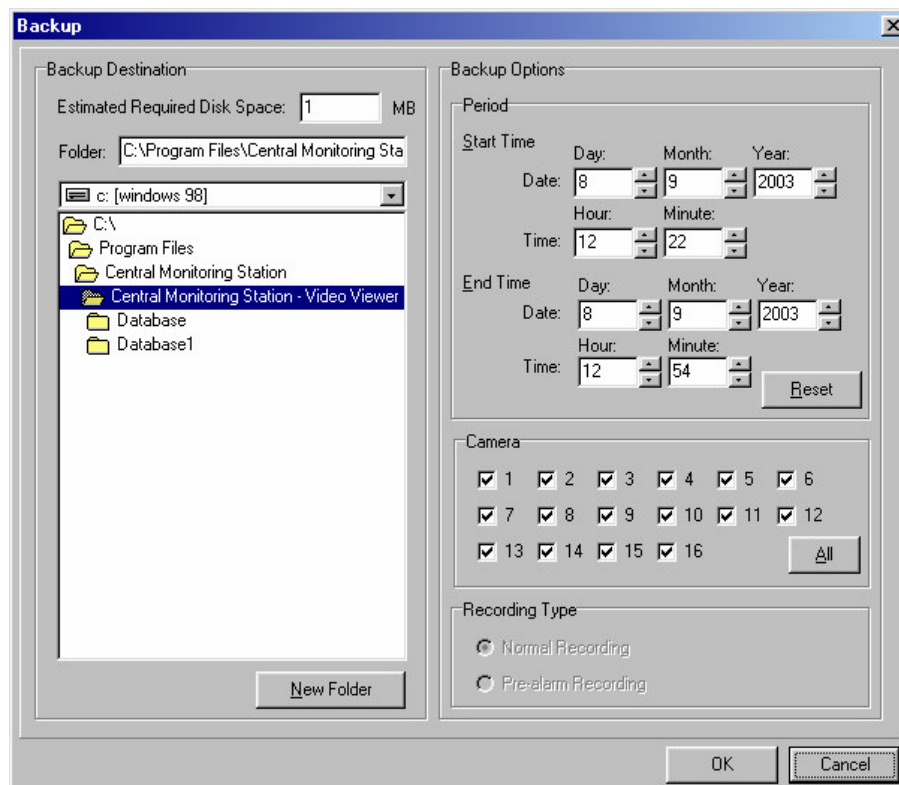 Backup
Backup Destination
Estimated Required Disk Space: 1 MB
Folder: C:\Program Files\Central Monitoring Sta
c: [windows 98]
C:\
Program Files
Central Monitoring Station
Central Monitoring Station - Video Viewer
Database
Database1
New Folder
Backup Options
Period
Start Time
Day: Month: Year:
Date: 8 9 2003
Hour: Minute:
Time: 12 22
End Time
Day: Month: Year:
Date: 8 9 2003
Hour: Minute:
Time: 12 54
Reset
Camera
1 2 3 4 5 6
7 8 9 10 11 12
13 14 15 16
All
Recording Type
Normal Recording
Pre-alarm Recording
OK Cancel